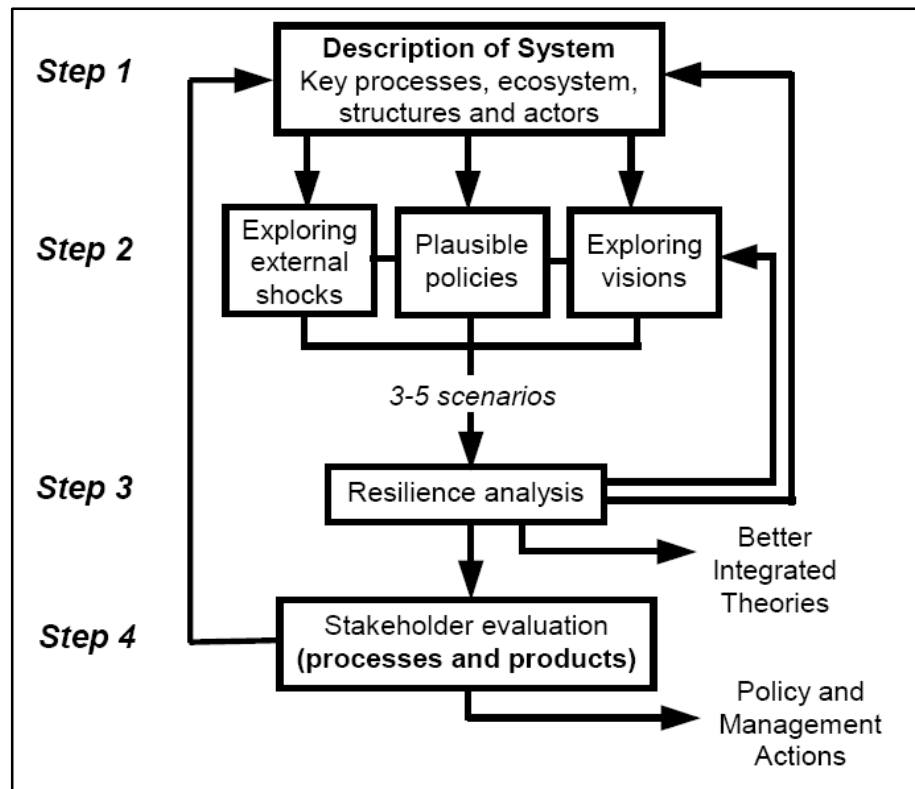 Step 1
Description of System
Key processes, ecosystem,
structures and actors
Step 2
Exploring
external
shocks
Plausible
policies
Exploring
visions
3-5 scenarios
Step 3
Resilience analysis
Better
Integrated
Theories
Step 4
Stakeholder evaluation
(processes and products)
Policy and
Management
Actions